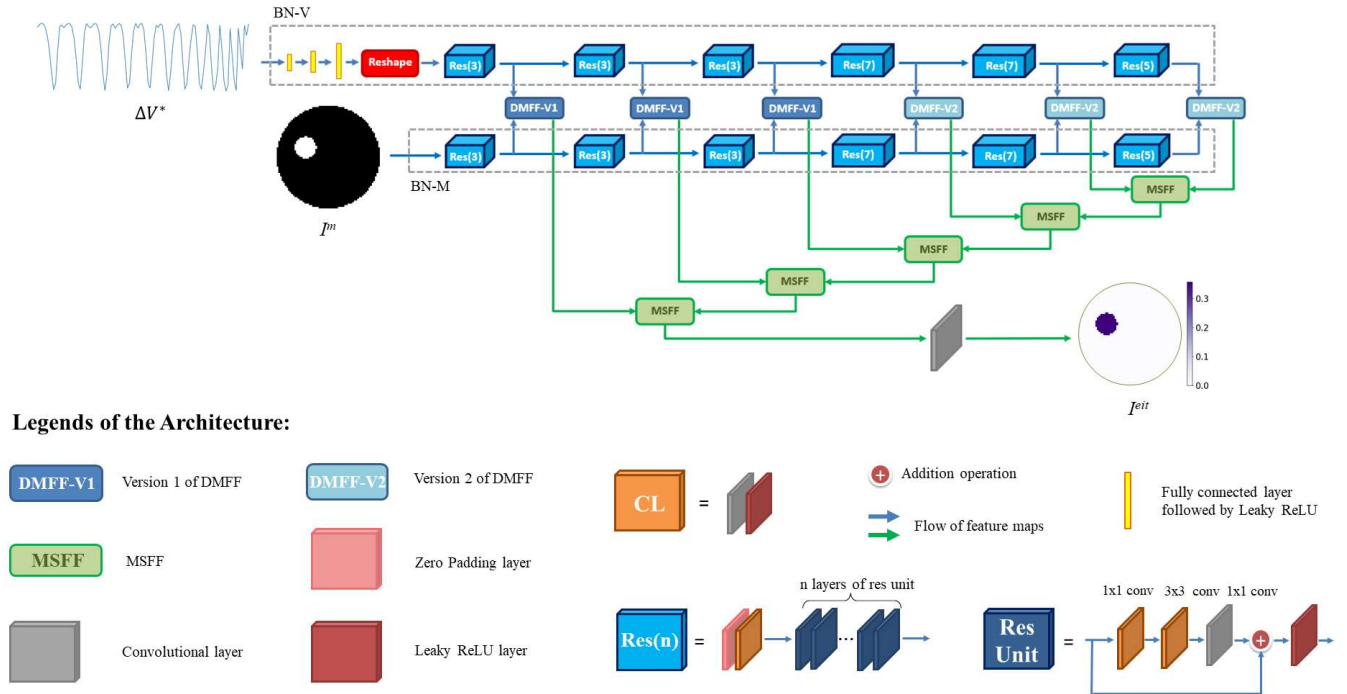 BN-V
Reshape
Res(3)
Res(3)
Res(3)
Res(7)
Res(7)
Res(5)
ΔV*
DMFF-V1
DMFF-V1
DMFF-V1
DMFF-V2
DMFF-V2
DMFF-V2
Res(3)
Res(3)
Res(3)
Res(7)
Res(7)
Res(5)
BN-M
I^m
MSFF
MSFF
MSFF
MSFF
MSFF
0.3
0.2
0.1
0.0
I^eit
Legends of the Architecture:
DMFF-V1
Version 1 of DMFF
DMFF-V2
Version 2 of DMFF
CL
=
+
Addition operation
Flow of feature maps
Fully connected layer
followed by Leaky ReLU
MSFF
MSFF
Zero Padding layer
Convolutional layer
Leaky ReLU layer
n layers of res unit
Res(n)
=
...
1x1 conv 3x3 conv 1x1 conv
Res
Unit
=
+